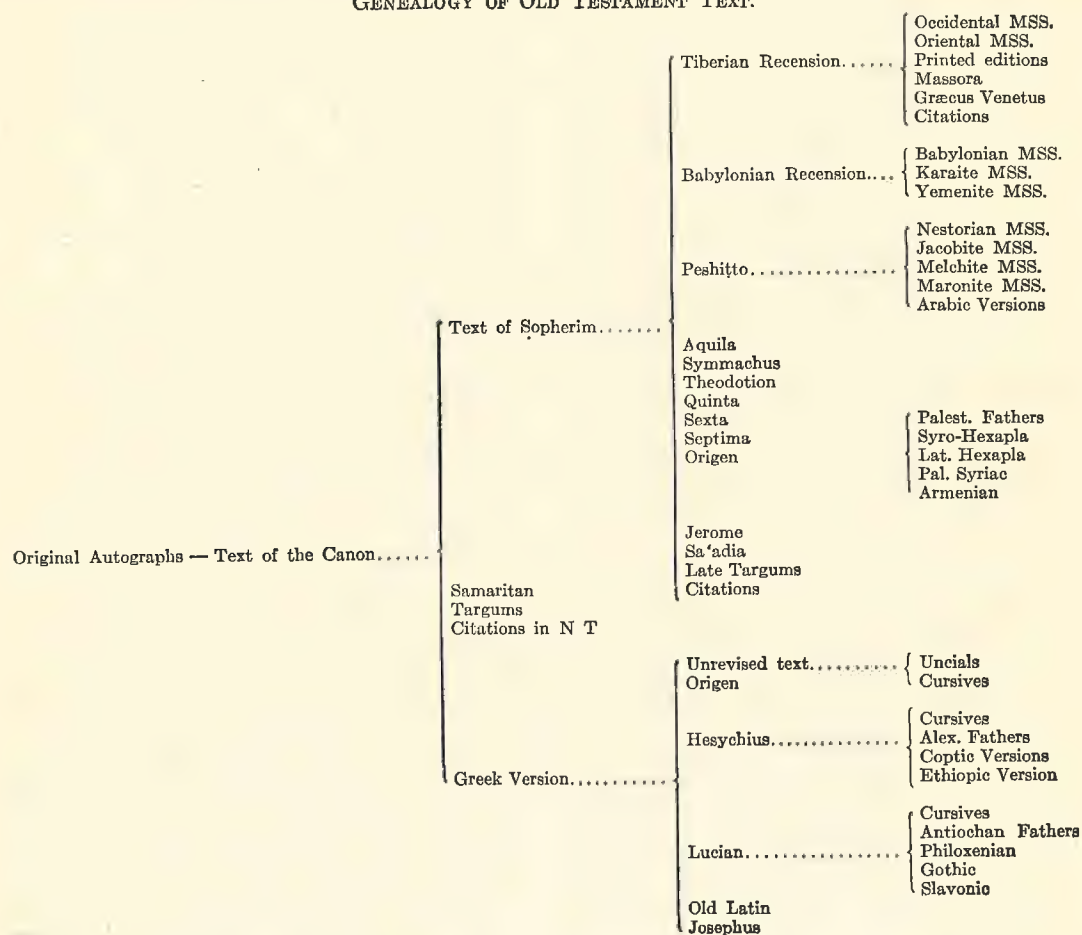 GENEALOGY OF OLD TESTAMENT TEXT.
Original Autographs — Text of the Canon......
Text of Sopherim.......
Tiberian Recension......
Occidental MSS.
Oriental MSS.
Printed editions
Massora
Græcus Venetus
Citations
Babylonian Recension....
Babylonian MSS.
Karaite MSS.
Yemenite MSS.
Peshiṭto................
Nestorian MSS.
Jacobite MSS.
Melchite MSS.
Maronite MSS.
Arabic Versions
Aquila
Symmachus
Theodotion
Quinta
Sexta
Septima
Origen
Palest. Fathers
Syro-Hexapla
Lat. Hexapla
Pal. Syriac
Armenian
Jerome
Sa‘adia
Late Targums
Citations
Samaritan
Targums
Citations in N T
Greek Version...........
Unrevised text..........
Uncials
Cursives
Origen
Hesychius..............
Cursives
Alex. Fathers
Coptic Versions
Ethiopic Version
Lucian.................
Cursives
Antiochan Fathers
Philoxenian
Gothic
Slavonic
Old Latin
Josephus